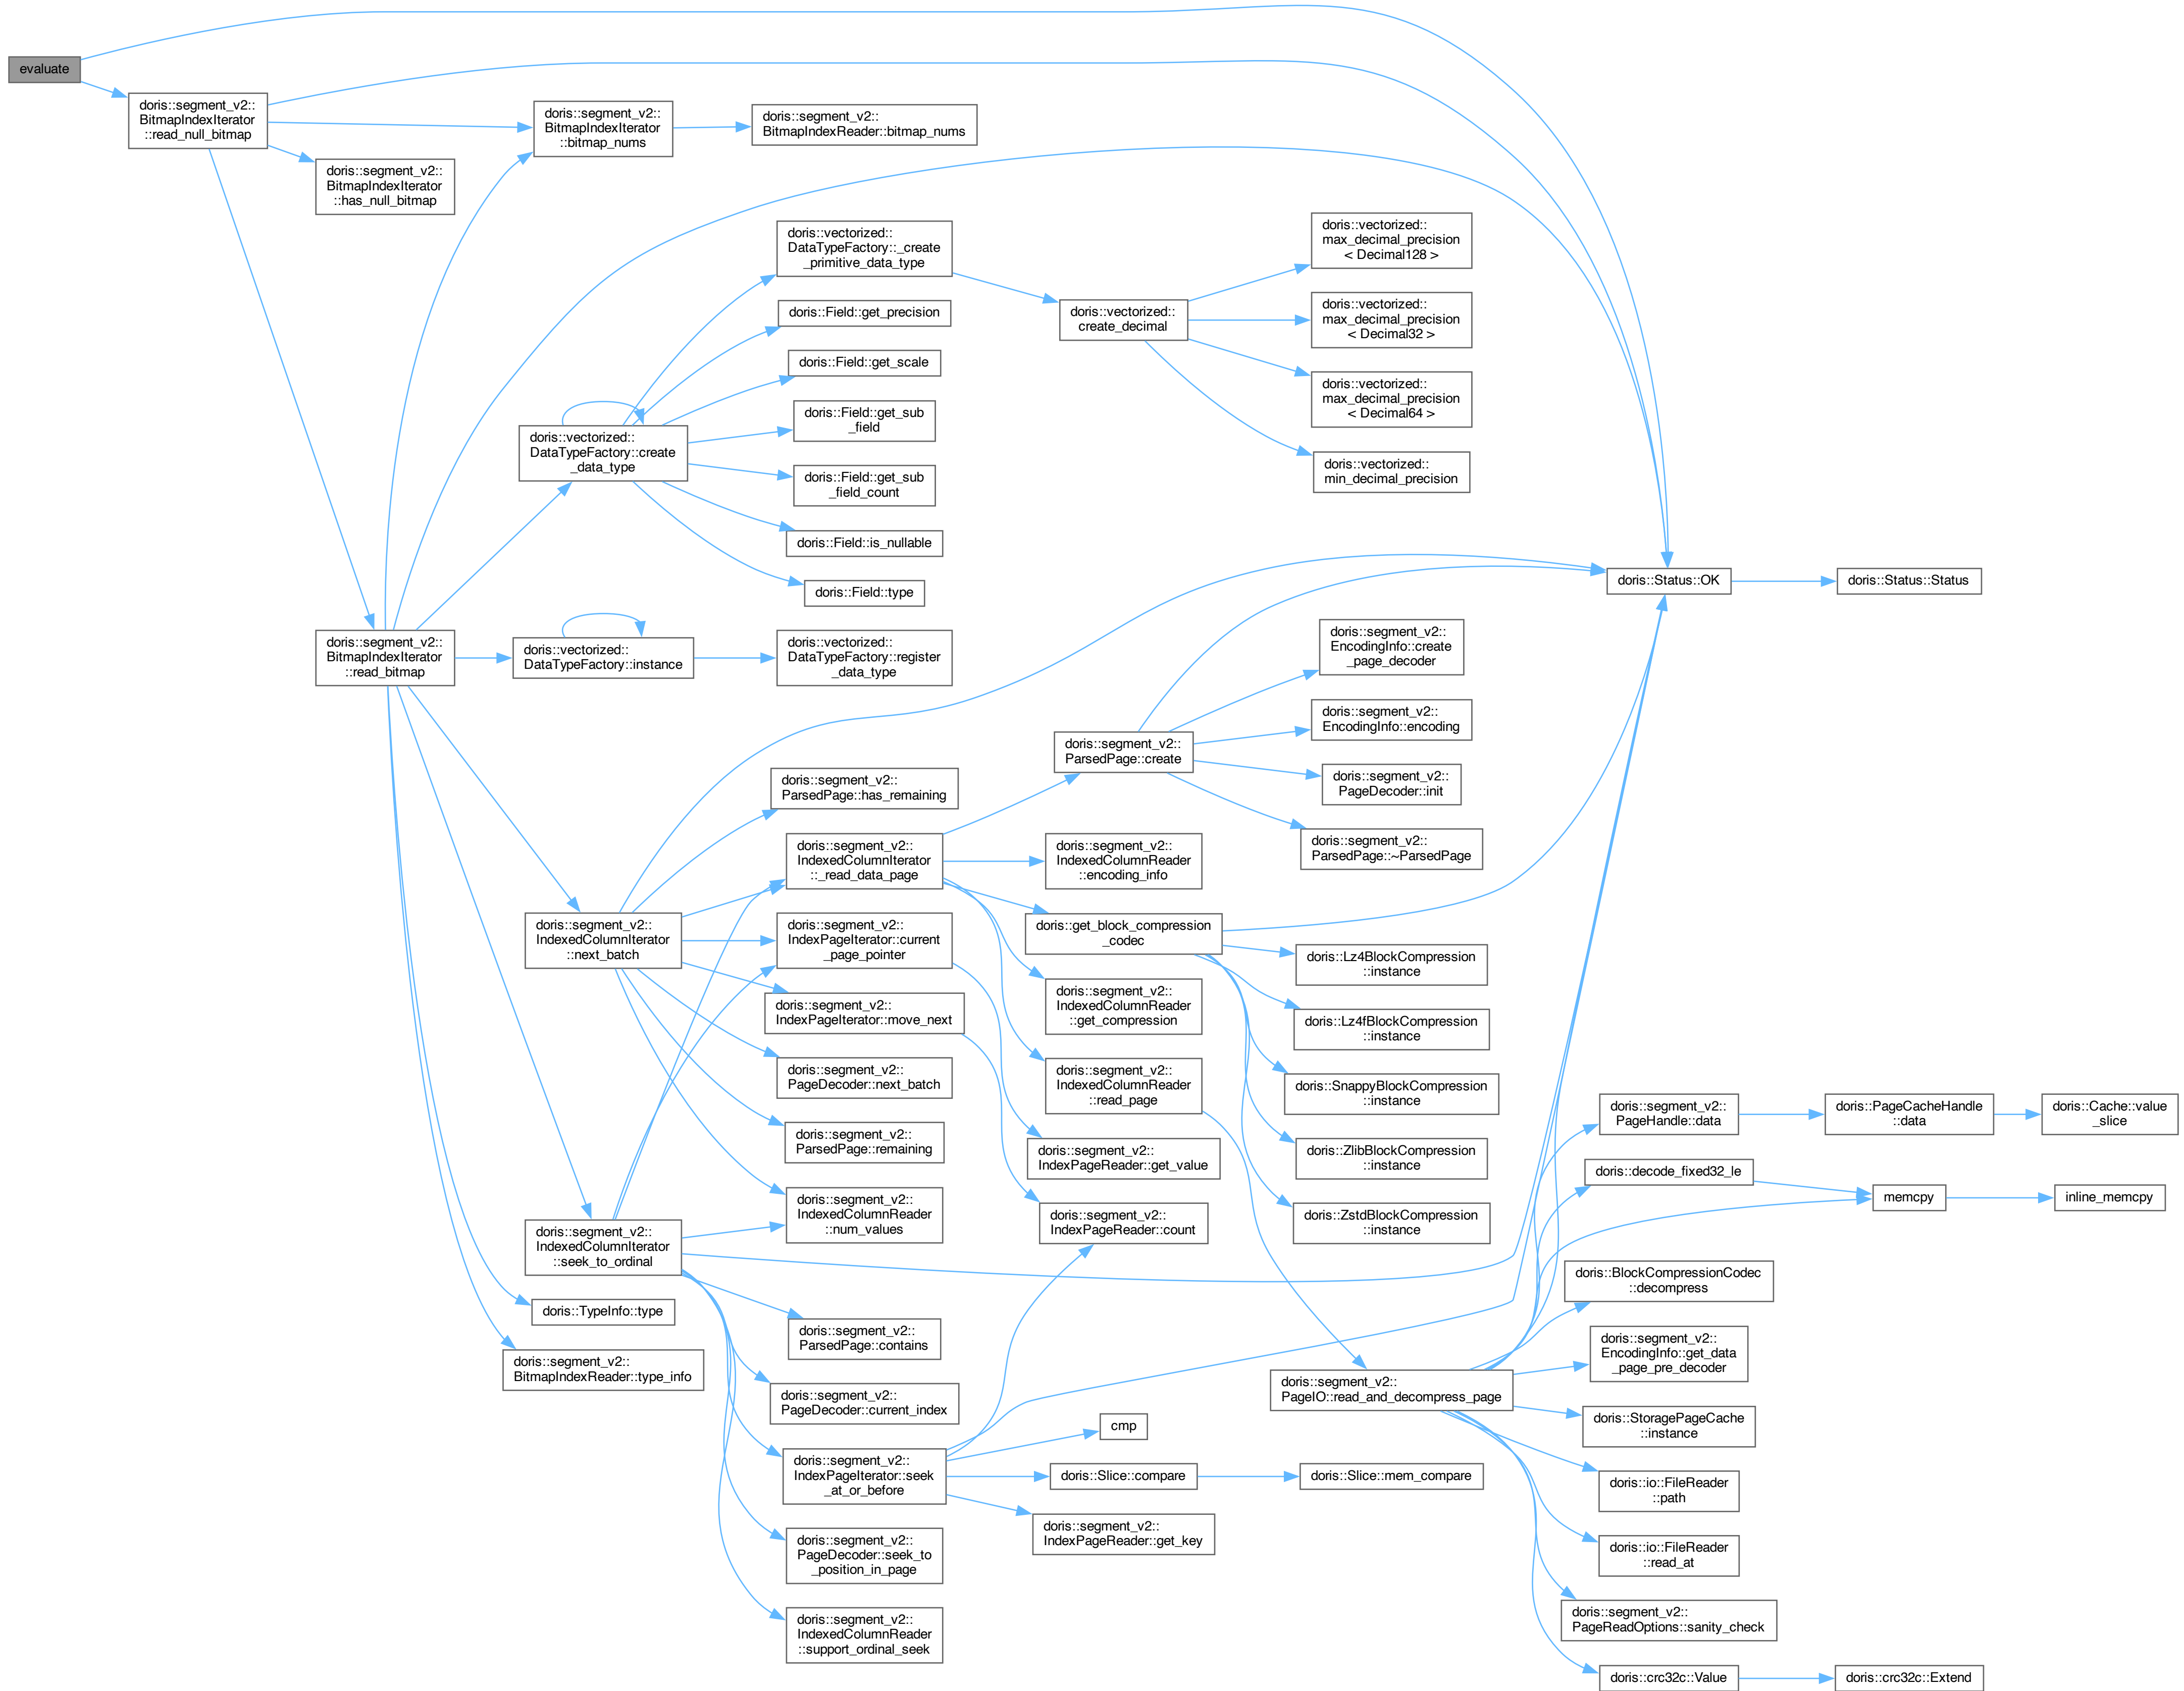 evaluate
doris::segment_v2::
BitmapIndexIterator
::read_null_bitmap
doris::segment_v2::
BitmapIndexIterator
::bitmap_nums
doris::segment_v2::
BitmapIndexReader::bitmap_nums
doris::segment_v2::
BitmapIndexIterator
::has_null_bitmap
doris::segment_v2::
BitmapIndexIterator
::read_bitmap
doris::vectorized::
DataTypeFactory::create
_data_type
doris::vectorized::
DataTypeFactory::_create
_primitive_data_type
doris::Field::get_precision
doris::Field::get_scale
doris::Field::get_sub
_field
doris::Field::get_sub
_field_count
doris::Field::is_nullable
doris::Field::type
doris::vectorized::
create_decimal
doris::vectorized::
max_decimal_precision
< Decimal128 >
doris::vectorized::
max_decimal_precision
< Decimal32 >
doris::vectorized::
max_decimal_precision
< Decimal64 >
doris::vectorized::
min_decimal_precision
doris::Status::OK
doris::Status::Status
doris::vectorized::
DataTypeFactory::instance
doris::vectorized::
DataTypeFactory::register
_data_type
doris::segment_v2::
IndexedColumnIterator
::next_batch
doris::segment_v2::
ParsedPage::has_remaining
doris::segment_v2::
IndexedColumnIterator
::_read_data_page
doris::segment_v2::
IndexPageIterator::current
_page_pointer
doris::segment_v2::
IndexPageIterator::move_next
doris::segment_v2::
PageDecoder::next_batch
doris::segment_v2::
ParsedPage::remaining
doris::segment_v2::
IndexedColumnReader
::num_values
doris::segment_v2::
ParsedPage::create
doris::segment_v2::
EncodingInfo::create
_page_decoder
doris::segment_v2::
EncodingInfo::encoding
doris::segment_v2::
PageDecoder::init
doris::segment_v2::
ParsedPage::~ParsedPage
doris::segment_v2::
IndexedColumnReader
::encoding_info
doris::get_block_compression
_codec
doris::segment_v2::
IndexedColumnReader
::get_compression
doris::segment_v2::
IndexedColumnReader
::read_page
doris::segment_v2::
IndexPageReader::get_value
doris::segment_v2::
IndexPageReader::count
doris::Lz4BlockCompression
::instance
doris::Lz4fBlockCompression
::instance
doris::SnappyBlockCompression
::instance
doris::ZlibBlockCompression
::instance
doris::ZstdBlockCompression
::instance
doris::segment_v2::
IndexedColumnIterator
::seek_to_ordinal
doris::TypeInfo::type
doris::segment_v2::
BitmapIndexReader::type_info
doris::segment_v2::
ParsedPage::contains
doris::segment_v2::
PageDecoder::current_index
doris::segment_v2::
IndexPageIterator::seek
_at_or_before
doris::segment_v2::
PageDecoder::seek_to
_position_in_page
doris::segment_v2::
IndexedColumnReader
::support_ordinal_seek
cmp
doris::Slice::compare
doris::Slice::mem_compare
doris::segment_v2::
IndexPageReader::get_key
doris::segment_v2::
PageIO::read_and_decompress_page
doris::segment_v2::
PageHandle::data
doris::PageCacheHandle
::data
doris::Cache::value
_slice
doris::decode_fixed32_le
memcpy
inline_memcpy
doris::BlockCompressionCodec
::decompress
doris::segment_v2::
EncodingInfo::get_data
_page_pre_decoder
doris::StoragePageCache
::instance
doris::io::FileReader
::path
doris::io::FileReader
::read_at
doris::segment_v2::
PageReadOptions::sanity_check
doris::crc32c::Value
doris::crc32c::Extend